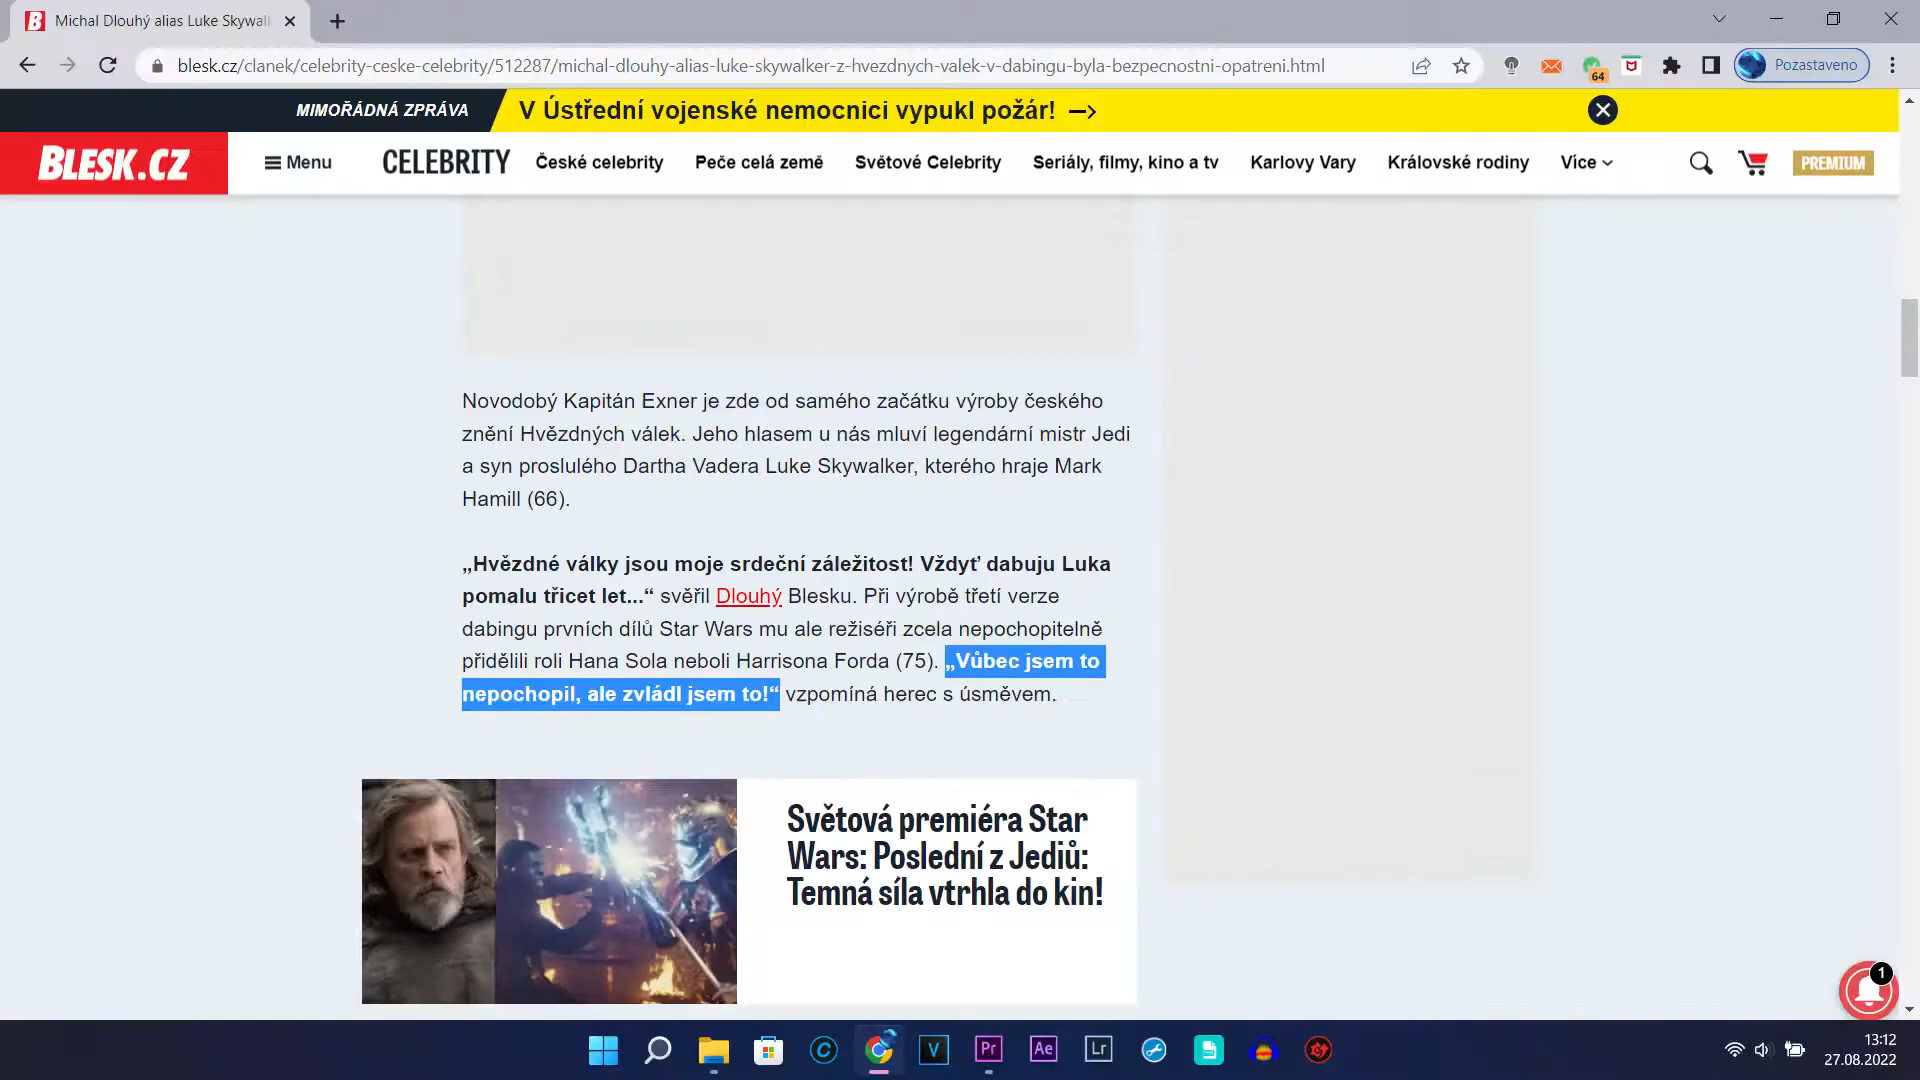 Michal Dlouhý alias Luke Skywalk
blesk.cz/clanek/celebrity-ceske-celebrity/512287/michal-dlouhy-alias-luke-skywalker-z-hvezdnych-valek-v-dabingu-byla-bezpecnostni-opatreni.html
64
Pozastaveno
MIMOŘÁDNÁ ZPRÁVA
V Ústřední vojenské nemocnici vypukl požár! —>
BLESK.CZ
Menu
CELEBRITY
České celebrity
Peče celá země
Světové Celebrity
Seriály, filmy, kino a tv
Karlovy Vary
Královské rodiny
Více
PREMIUM
Novodobý Kapitán Exner je zde od samého začátku výroby českého
znění Hvězdných válek. Jeho hlasem u nás mluví legendární mistr Jedi
a syn proslulého Dartha Vadera Luke Skywalker, kterého hraje Mark
Hamill (66).
„Hvězdné války jsou moje srdeční záležitost! Vždyť dabuju Luka
pomalu třicet let...“ svěřil Dlouhý Blesku. Při výrobě třetí verze
dabingu prvních dílů Star Wars mu ale režiséři zcela nepochopitelně
přidělili roli Hana Sola neboli Harrisona Forda (75). „Vůbec jsem to
nepochopil, ale zvládl jsem to!“ vzpomíná herec s úsměvem.
Světová premiéra Star
Wars: Poslední z Jediů:
Temná síla vtrhla do kin!
1
C
V
Pr
Ae
Lr
13:12
27.08.2022